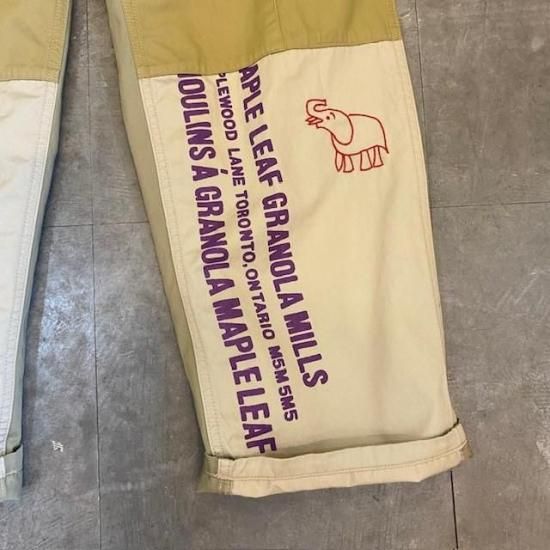 APLE LEAF GRANOLA MILLS
PLEWOOD LANE TORONTO, ONTARIO M5M 5M5
MOULINS Á GRANOLA MAPLE LEAF